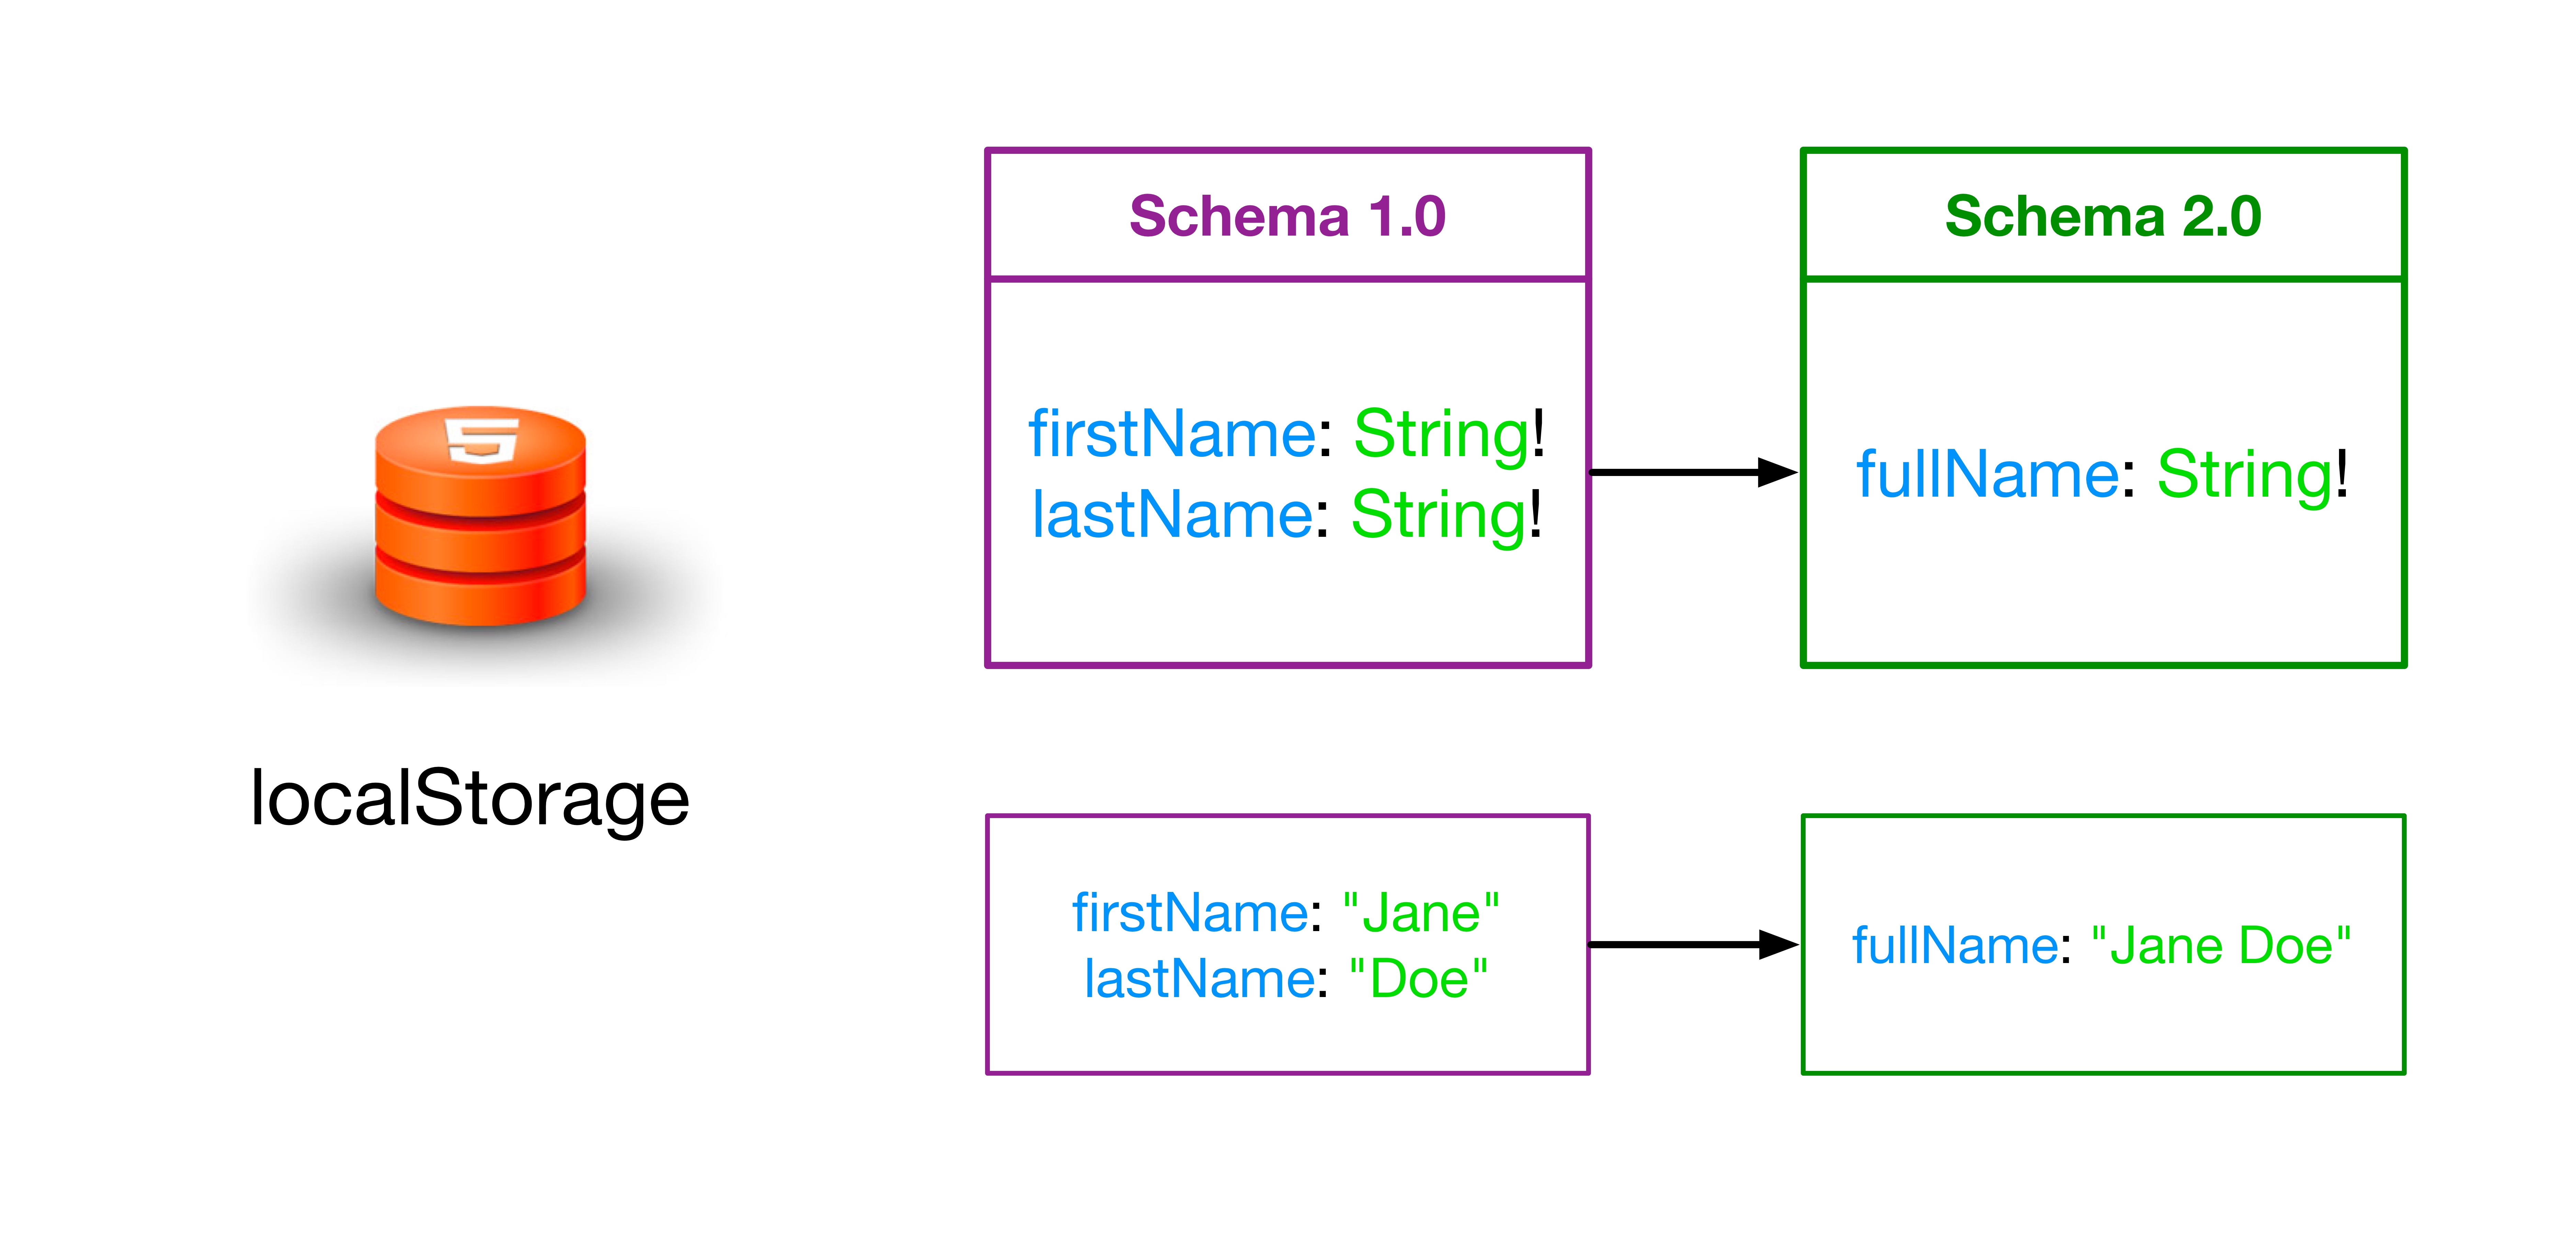 localStorage
Schema 1.0
firstName: String!
lastName: String!
Schema 2.0
fullName: String!
firstName: "Jane"
lastName: "Doe"
fullName: "Jane Doe"